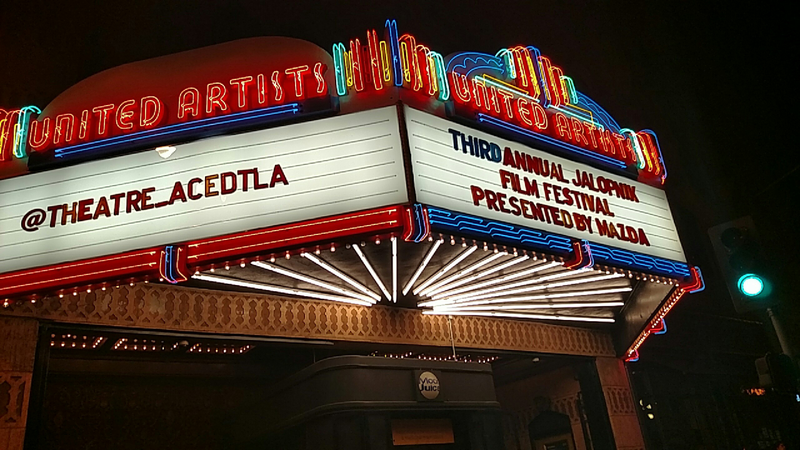 UNITED ARTISTS
@THEATRE_ACEDTLA
UNITED ARTISTS
THIRD ANNUAL JALOPNIK
FILM FESTIVAL
PRESENTED BY MAZDA